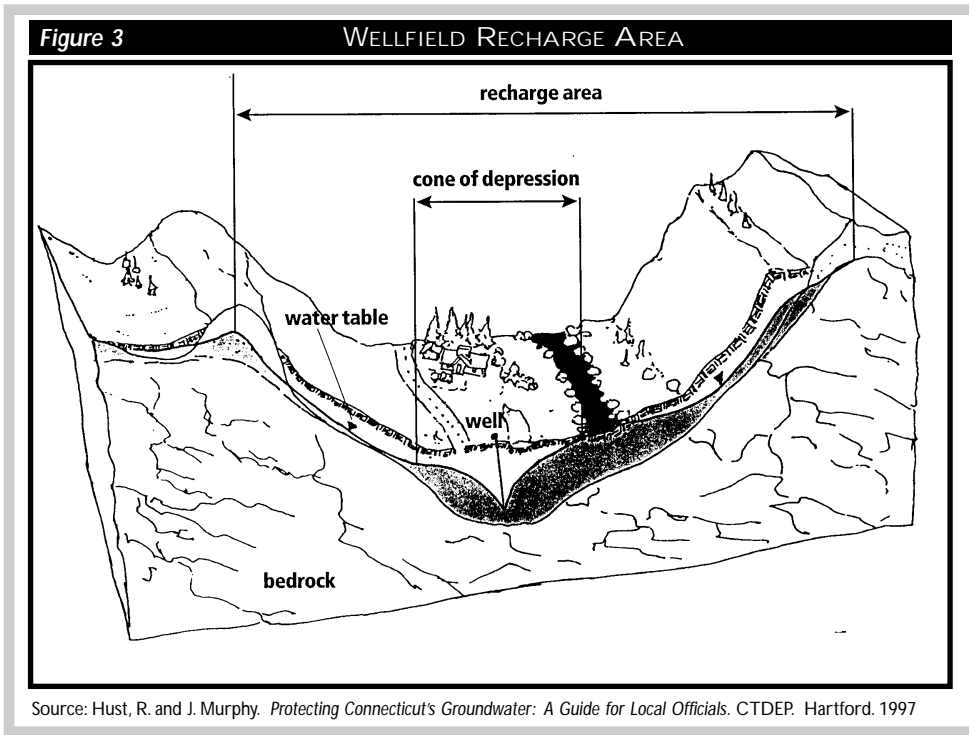 Figure 3 WELLFIELD RECHARGE AREA
recharge area
cone of depression
water table
well
bedrock
Source: Hust, R. and J. Murphy. Protecting Connecticut's Groundwater: A Guide for Local Officials. CTDEP. Hartford. 1997